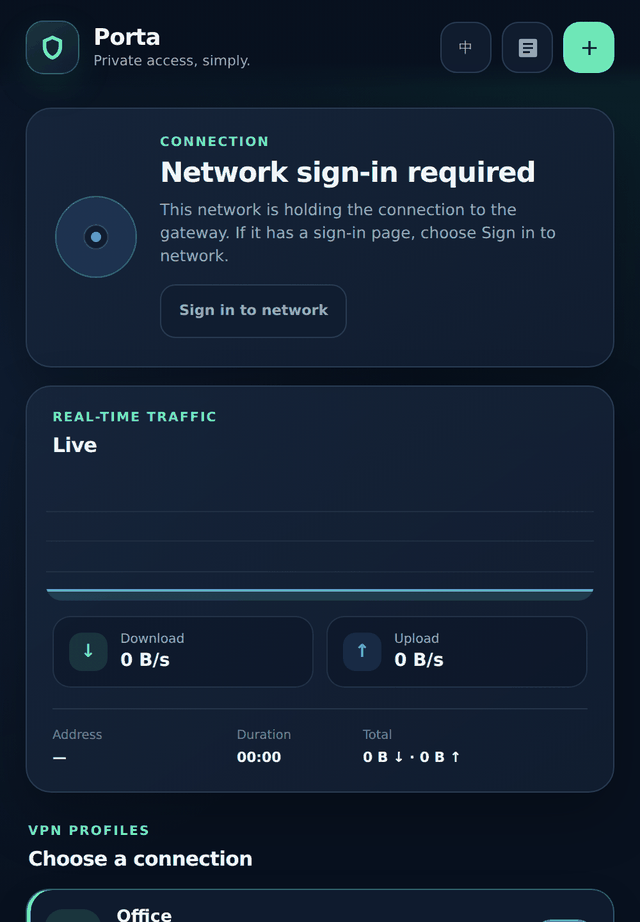 Porta
Private access, simply.
中
CONNECTION
Network sign-in required
This network is holding the connection to the
gateway. If it has a sign-in page, choose Sign in to
network.
Sign in to network
REAL-TIME TRAFFIC
Live
↓ Download
0 B/s
↑ Upload
0 B/s
Address
—
Duration
00:00
Total
0 B ↓ · 0 B ↑
VPN PROFILES
Choose a connection
Office